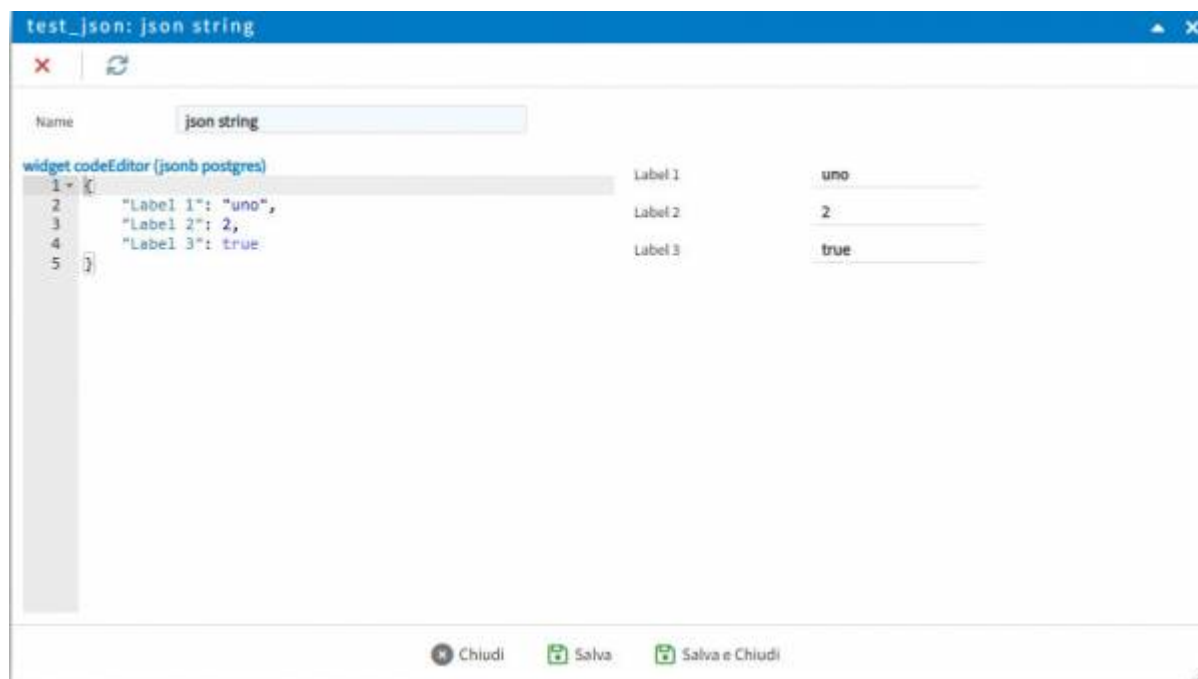 test_json: json string
Name json string
widget codeEditor (jsonb postgres)
1 {
2 "Label 1": "uno",
3 "Label 2": 2,
4 "Label 3": true
5 }
Label 1 uno
Label 2 2
Label 3 true
Chiudi Salva Salva e Chiudi